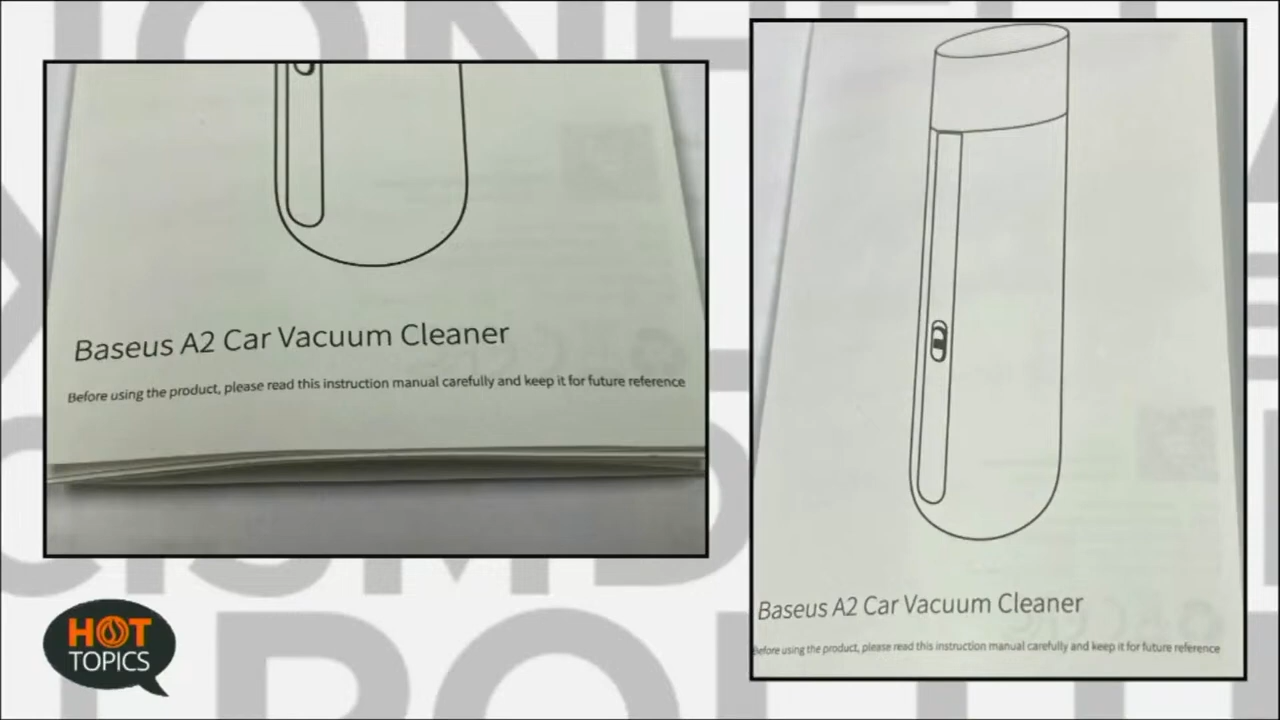 Baseus A2 Car Vacuum Cleaner
Before using the product, please read this instruction manual carefully and keep it for future reference
Baseus A2 Car Vacuum Cleaner
Before using the product, please read this instruction manual carefully and keep it for future reference
HOT
TOPICS